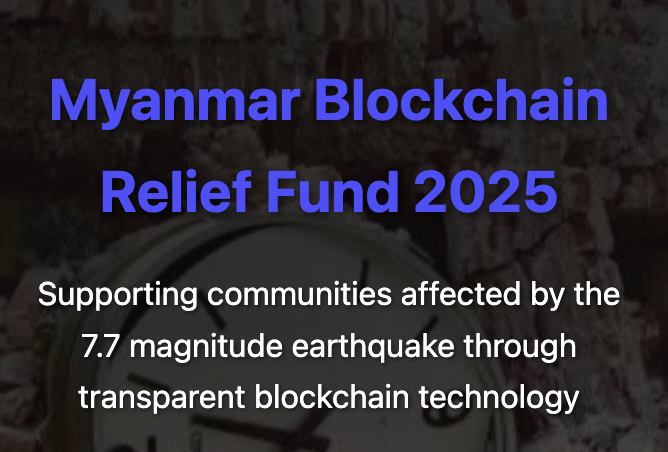 Myanmar Blockchain
Relief Fund 2025
Supporting communities affected by the
7.7 magnitude earthquake through
transparent blockchain technology